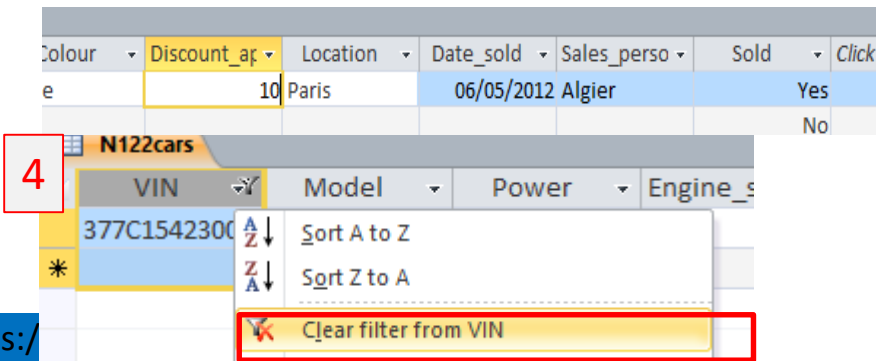 Colour Discount_ap Location Date_sold Sales_perso Sold Click
e 10 Paris 06/05/2012 Algier Yes
No
4
N122cars
VIN Model Power Engine_s
377C1542300
Sort A to Z
Sort Z to A
Clear filter from VIN
s:/